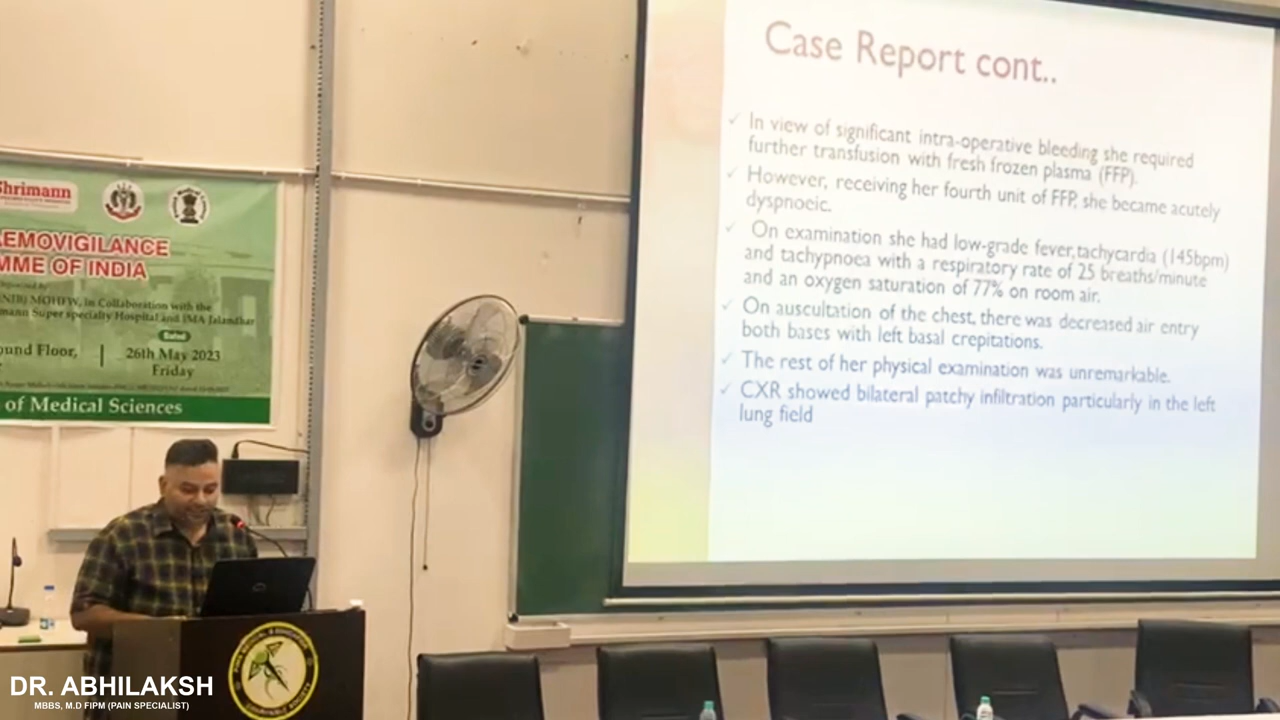 Case Report cont..
✓ In view of significant intra-operative bleeding she required
further transfusion with fresh frozen plasma (FFP).
✓ However, receiving her fourth unit of FFP, she became acutely
dyspnoeic.
✓ On examination she had low-grade fever, tachycardia (145bpm)
and tachypnoea with a respiratory rate of 25 breaths/minute
and an oxygen saturation of 77% on room air.
✓ On auscultation of the chest, there was decreased air entry
both bases with left basal crepitations.
✓ The rest of her physical examination was unremarkable.
✓ CXR showed bilateral patchy infiltration particularly in the left
lung field
Shrimann
EMOVIGILANCE
MME OF INDIA
MOHFW, in Collaboration with the
mann Super specialty Hospital and IMA Jalandhar
ound Floor,
26th May 2023
Friday
of Medical Sciences
DR. ABHILAKSH
MBBS, M.D FIPM (PAIN SPECIALIST)